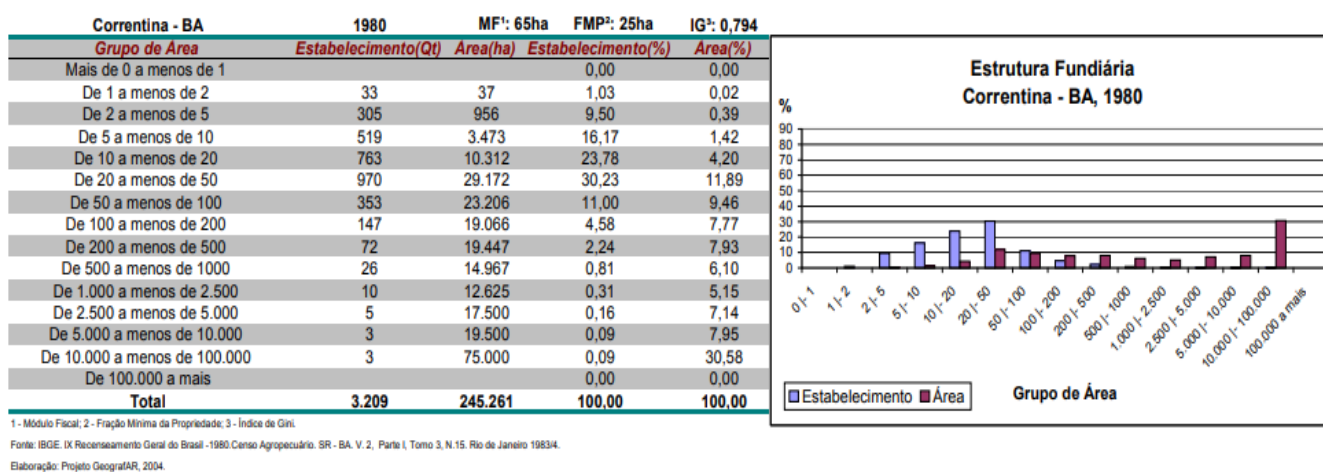 Correntina - BA 1980 MF¹: 65ha FMP²: 25ha IG³: 0,794
Grupo de Área Estabelecimento(Qt) Área(ha) Estabelecimento(%) Área(%)
Mais de 0 a menos de 1 0,00 0,00
De 1 a menos de 2 33 37 1,03 0,02
De 2 a menos de 5 305 956 9,50 0,39
De 5 a menos de 10 519 3.473 16,17 1,42
De 10 a menos de 20 763 10.312 23,78 4,20
De 20 a menos de 50 970 29.172 30,23 11,89
De 50 a menos de 100 353 23.206 11,00 9,46
De 100 a menos de 200 147 19.066 4,58 7,77
De 200 a menos de 500 72 19.447 2,24 7,93
De 500 a menos de 1000 26 14.967 0,81 6,10
De 1.000 a menos de 2.500 10 12.625 0,31 5,15
De 2.500 a menos de 5.000 5 17.500 0,16 7,14
De 5.000 a menos de 10.000 3 19.500 0,09 7,95
De 10.000 a menos de 100.000 3 75.000 0,09 30,58
De 100.000 a mais 0,00 0,00
Total 3.209 245.261 100,00 100,00
1 - Módulo Fiscal; 2 - Fração Mínima da Propriedade; 3 - Índice de Gini.
Fonte: IBGE. IX Recenseamento Geral do Brasil -1980.Censo Agropecuário. SR - BA. V. 2, Parte I, Tomo 3, N.15. Rio de Janeiro 1983/4.
Elaboração: Projeto GeografAR, 2004.
Estrutura Fundiária
Correntina - BA, 1980
%
90
80
70
60
50
40
30
20
10
0
0 |- 1
1 |- 2
2 |- 5
5 |- 10
10 |- 20
20 |- 50
50 |- 100
100 |- 200
200 |- 500
500 |- 1000
1.000 |- 2.500
2.500 |- 5.000
5.000 |- 10.000
10.000 |- 100.000
100.000 a mais
Estabelecimento Área
Grupo de Área